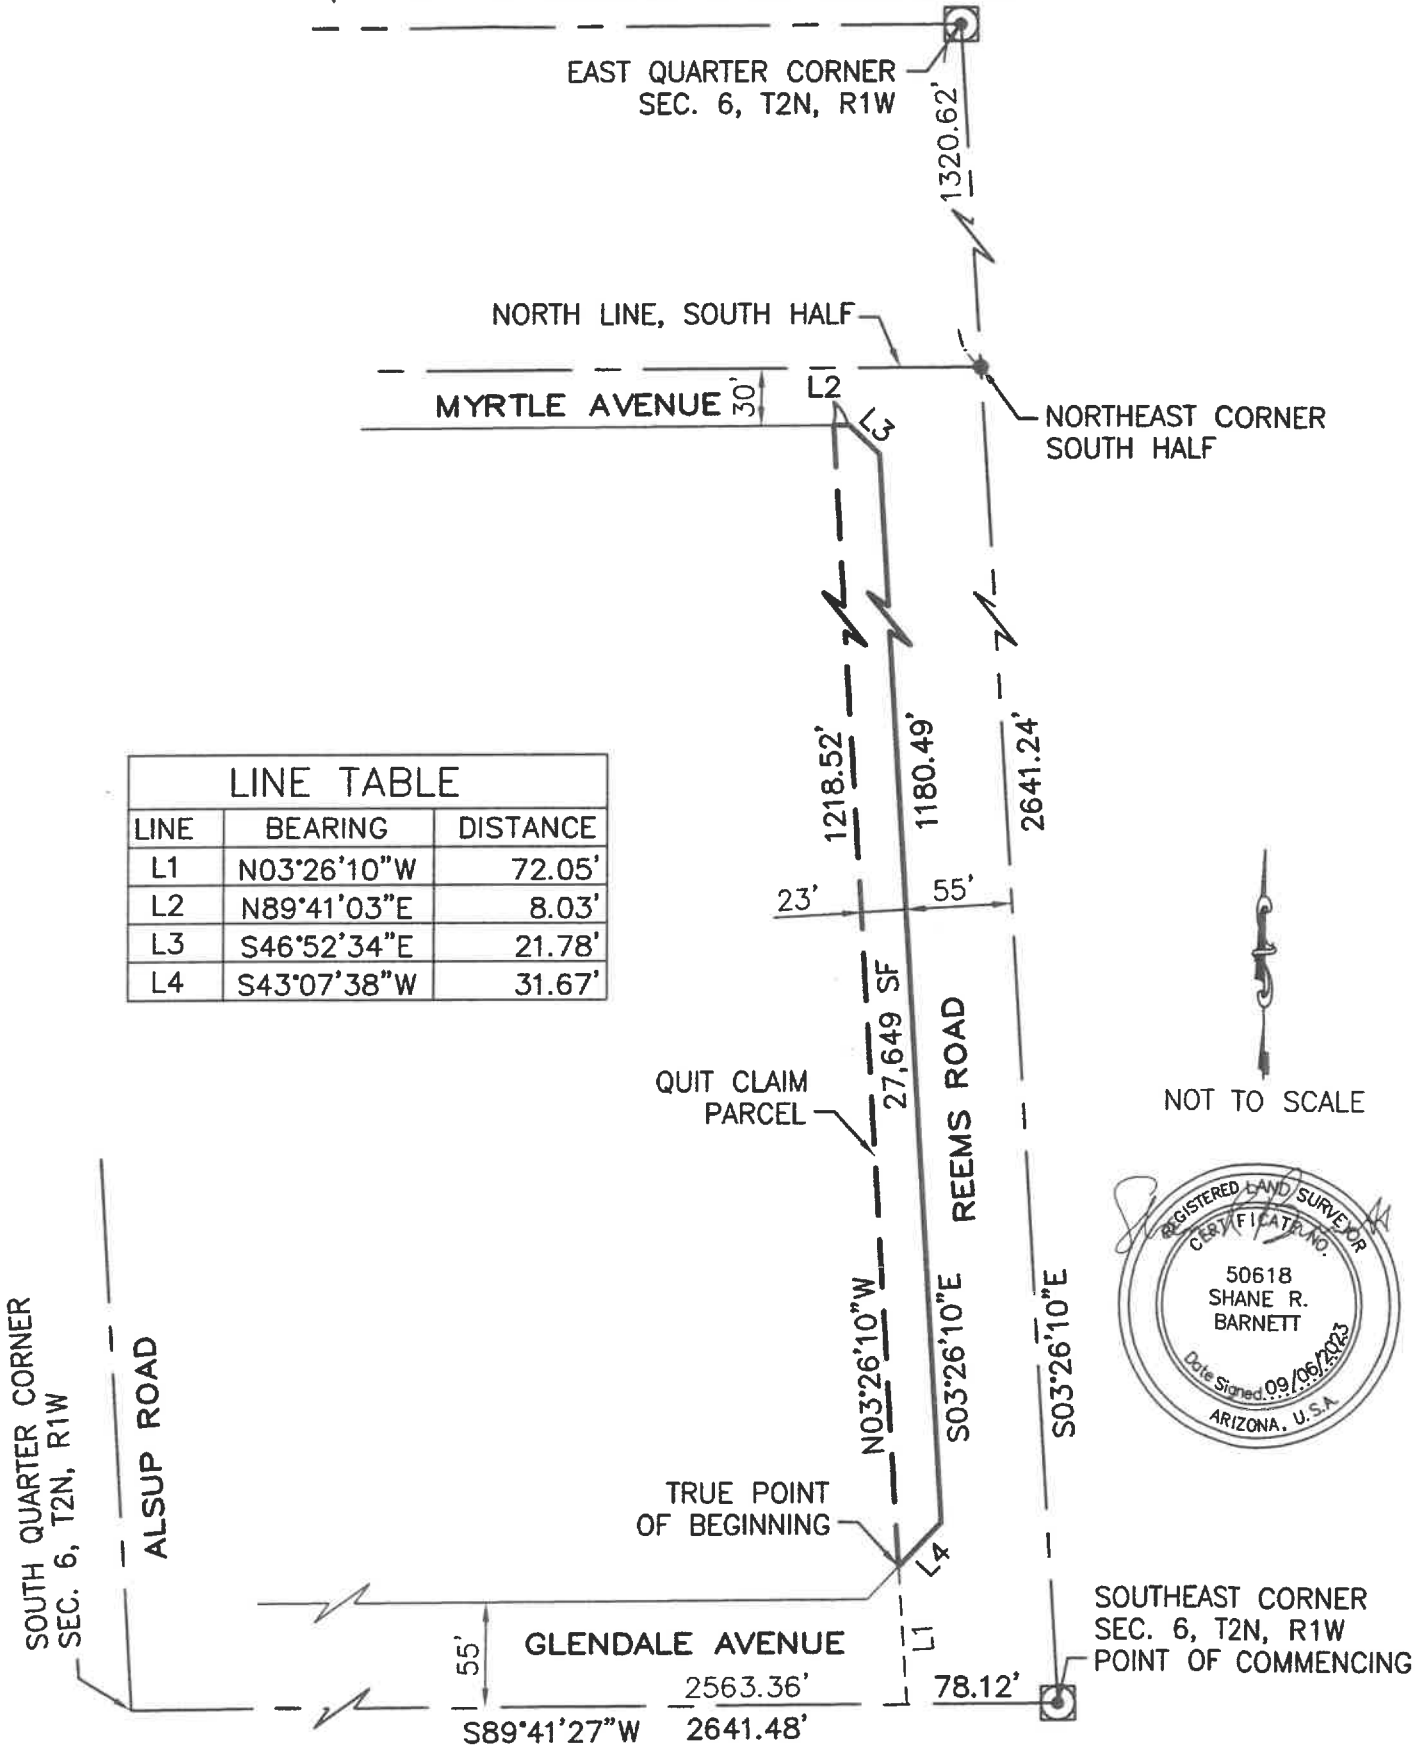 EAST QUARTER CORNER
SEC. 6, T2N, R1W
1320.62'
NORTH LINE, SOUTH HALF
MYRTLE AVENUE
30'
L2
L3
NORTHEAST CORNER
SOUTH HALF
1218.52'
1180.49'
2641.24'
LINE TABLE
LINE BEARING DISTANCE
L1 N03°26'10"W 72.05'
L2 N89°41'03"E 8.03'
L3 S46°52'34"E 21.78'
L4 S43°07'38"W 31.67'
23'
55'
27,649 SF
REEMS ROAD
QUIT CLAIM
PARCEL
NOT TO SCALE
REGISTERED LAND SURVEYOR
CERTIFICATE NO.
50618
SHANE R.
BARNETT
Date Signed 09/06/2023
ARIZONA, U.S.A.
N03°26'10"W
S03°26'10"E
S03°26'10"E
SOUTH QUARTER CORNER
SEC. 6, T2N, R1W
ALSUP ROAD
TRUE POINT
OF BEGINNING
L4
L1
55'
GLENDALE AVENUE
2563.36'
78.12'
S89°41'27"W 2641.48'
SOUTHEAST CORNER
SEC. 6, T2N, R1W
POINT OF COMMENCING